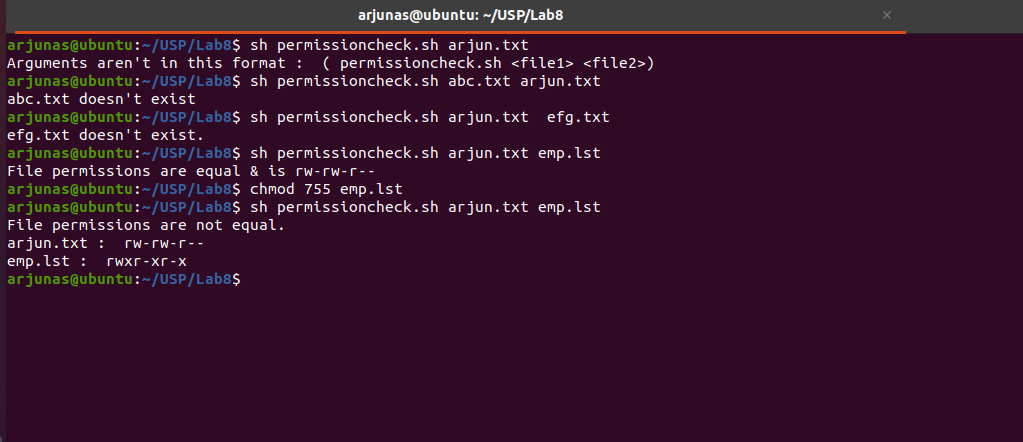 arjunas@ubuntu: ~/USP/Lab8
arjunas@ubuntu:~/USP/Lab8$ sh permissioncheck.sh arjun.txt
Arguments aren't in this format :  ( permissioncheck.sh <file1> <file2>)
arjunas@ubuntu:~/USP/Lab8$ sh permissioncheck.sh abc.txt arjun.txt
abc.txt doesn't exist
arjunas@ubuntu:~/USP/Lab8$ sh permissioncheck.sh arjun.txt  efg.txt
efg.txt doesn't exist.
arjunas@ubuntu:~/USP/Lab8$ sh permissioncheck.sh arjun.txt emp.lst
File permissions are equal & is rw-rw-r--
arjunas@ubuntu:~/USP/Lab8$ chmod 755 emp.lst
arjunas@ubuntu:~/USP/Lab8$ sh permissioncheck.sh arjun.txt emp.lst
File permissions are not equal.
arjun.txt :  rw-rw-r--
emp.lst :  rwxr-xr-x
arjunas@ubuntu:~/USP/Lab8$